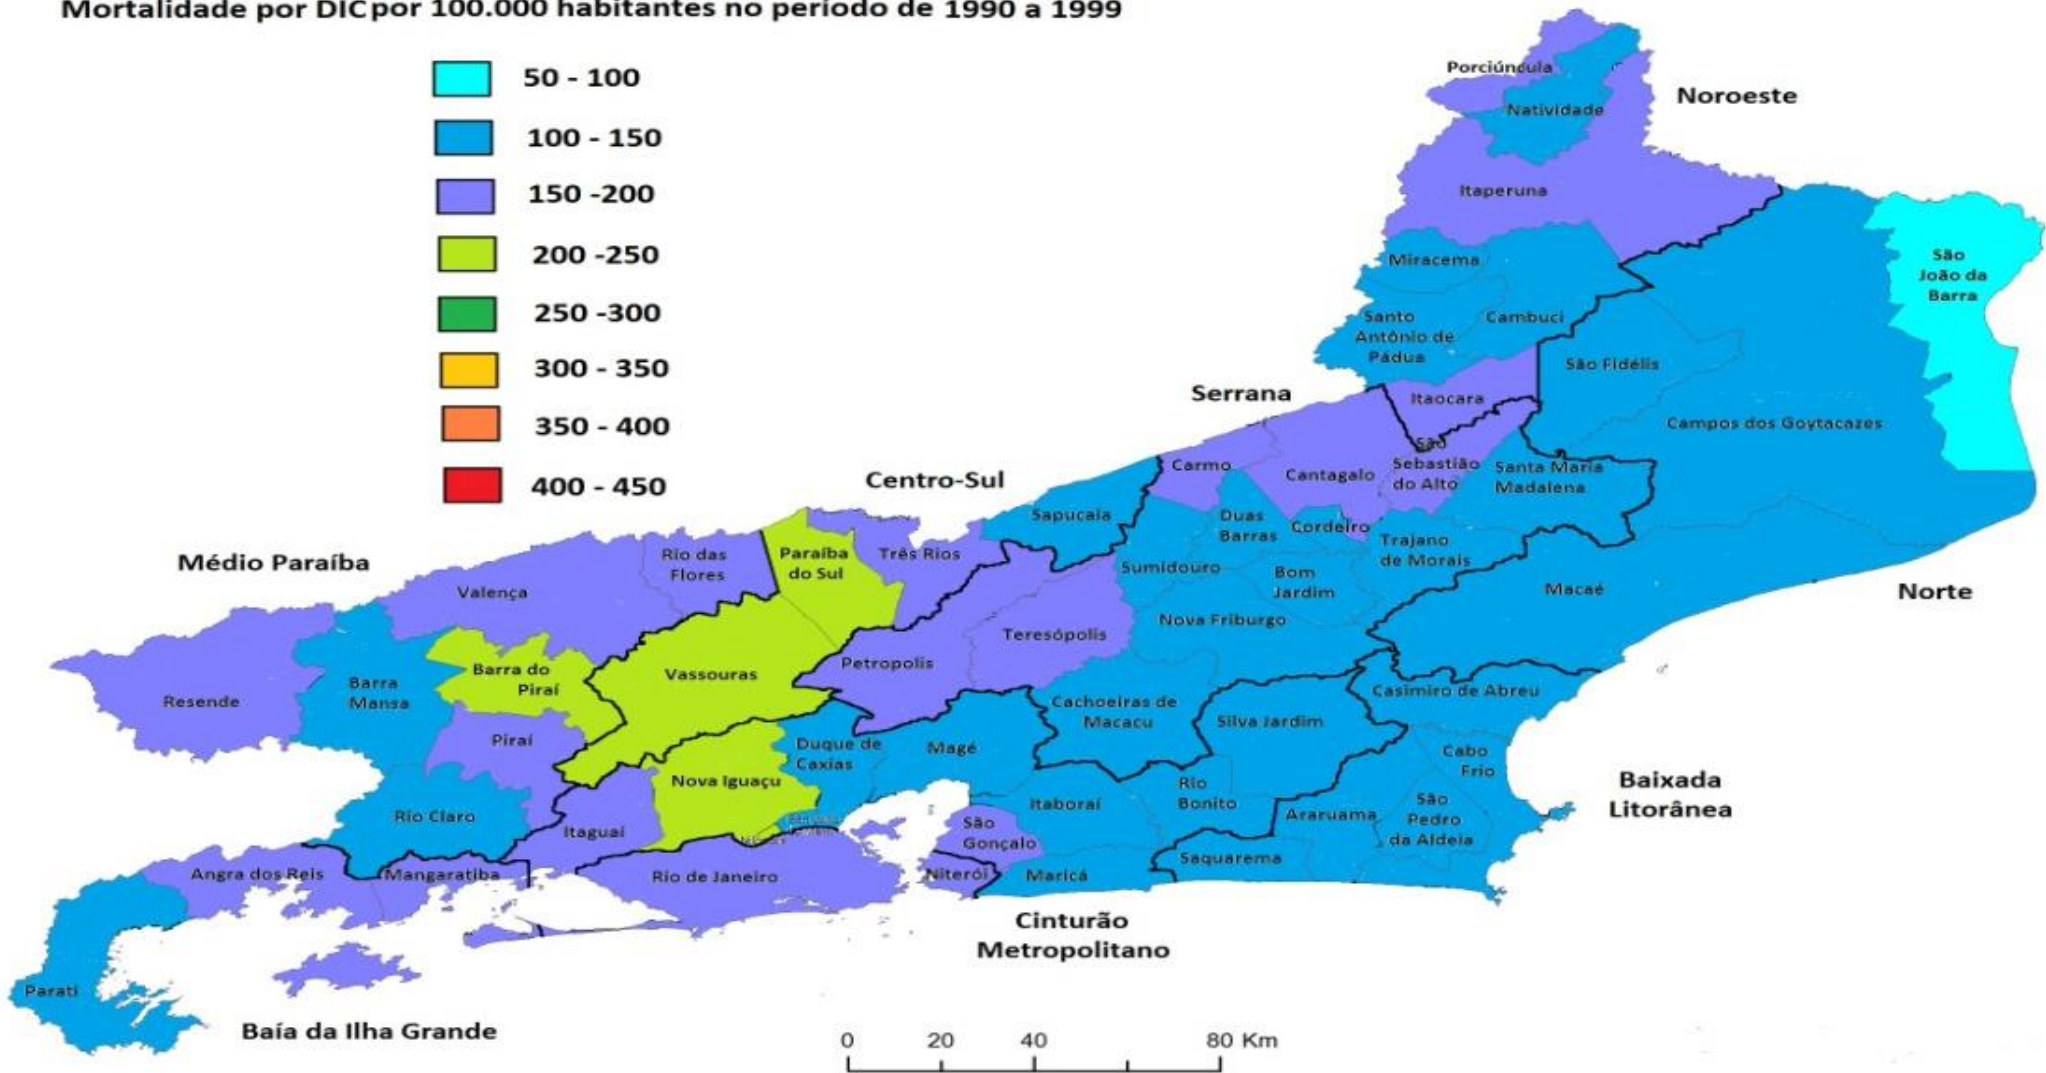 Mortalidade por DIC por 100.000 habitantes no período de 1990 a 1999
50 - 100
100 - 150
150 -200
200 -250
250 -300
300 - 350
350 - 400
400 - 450
Porciúncula
Natividade
Noroeste
Itaperuna
Miracema
Santo
Antônio de
Pádua
Cambuci
São
João da
Barra
São Fidélis
Itaocara
Campos dos Goytacazes
Serrana
Carmo
Cantagalo
São
Sebastião
do Alto
Santa Maria
Madalena
Centro-Sul
Sapucaia
Duas
Barras
Cordeiro
Trajano
de Morais
Médio Paraíba
Valença
Rio das
Flores
Paraíba
do Sul
Três Rios
Sumidouro
Bom
Jardim
Macaé
Norte
Nova Friburgo
Teresópolis
Petropolis
Vassouras
Barra do
Piraí
Resende
Barra
Mansa
Piraí
Cachoeiras de
Macacu
Silva Jardim
Casimiro de Abreu
Duque de
Caxias
Magé
Nova Iguaçu
Cabo
Frio
Baixada
Litorânea
Rio Claro
Itaguaí
São
Gonçalo
Itaboraí
Rio
Bonito
Araruama
São
Pedro
da Aldeia
Angra dos Reis
Mangaratiba
Rio de Janeiro
Niterói
Maricá
Saquarema
Cinturão
Metropolitano
Parati
Baía da Ilha Grande
0 20 40 80 Km